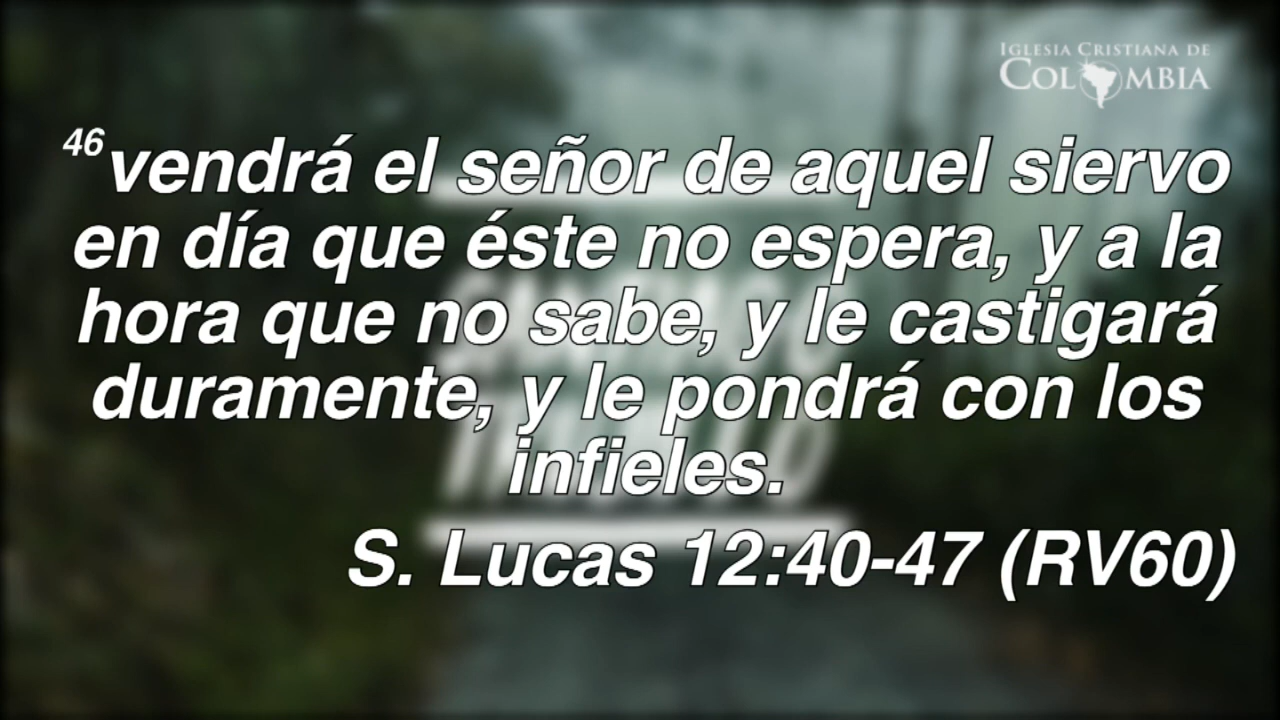 IGLESIA CRISTIANA DE
COLOMBIA
46 vendrá el señor de aquel siervo
en día que éste no espera, y a la
hora que no sabe, y le castigará
duramente, y le pondrá con los
infieles.
S. Lucas 12:40-47 (RV60)